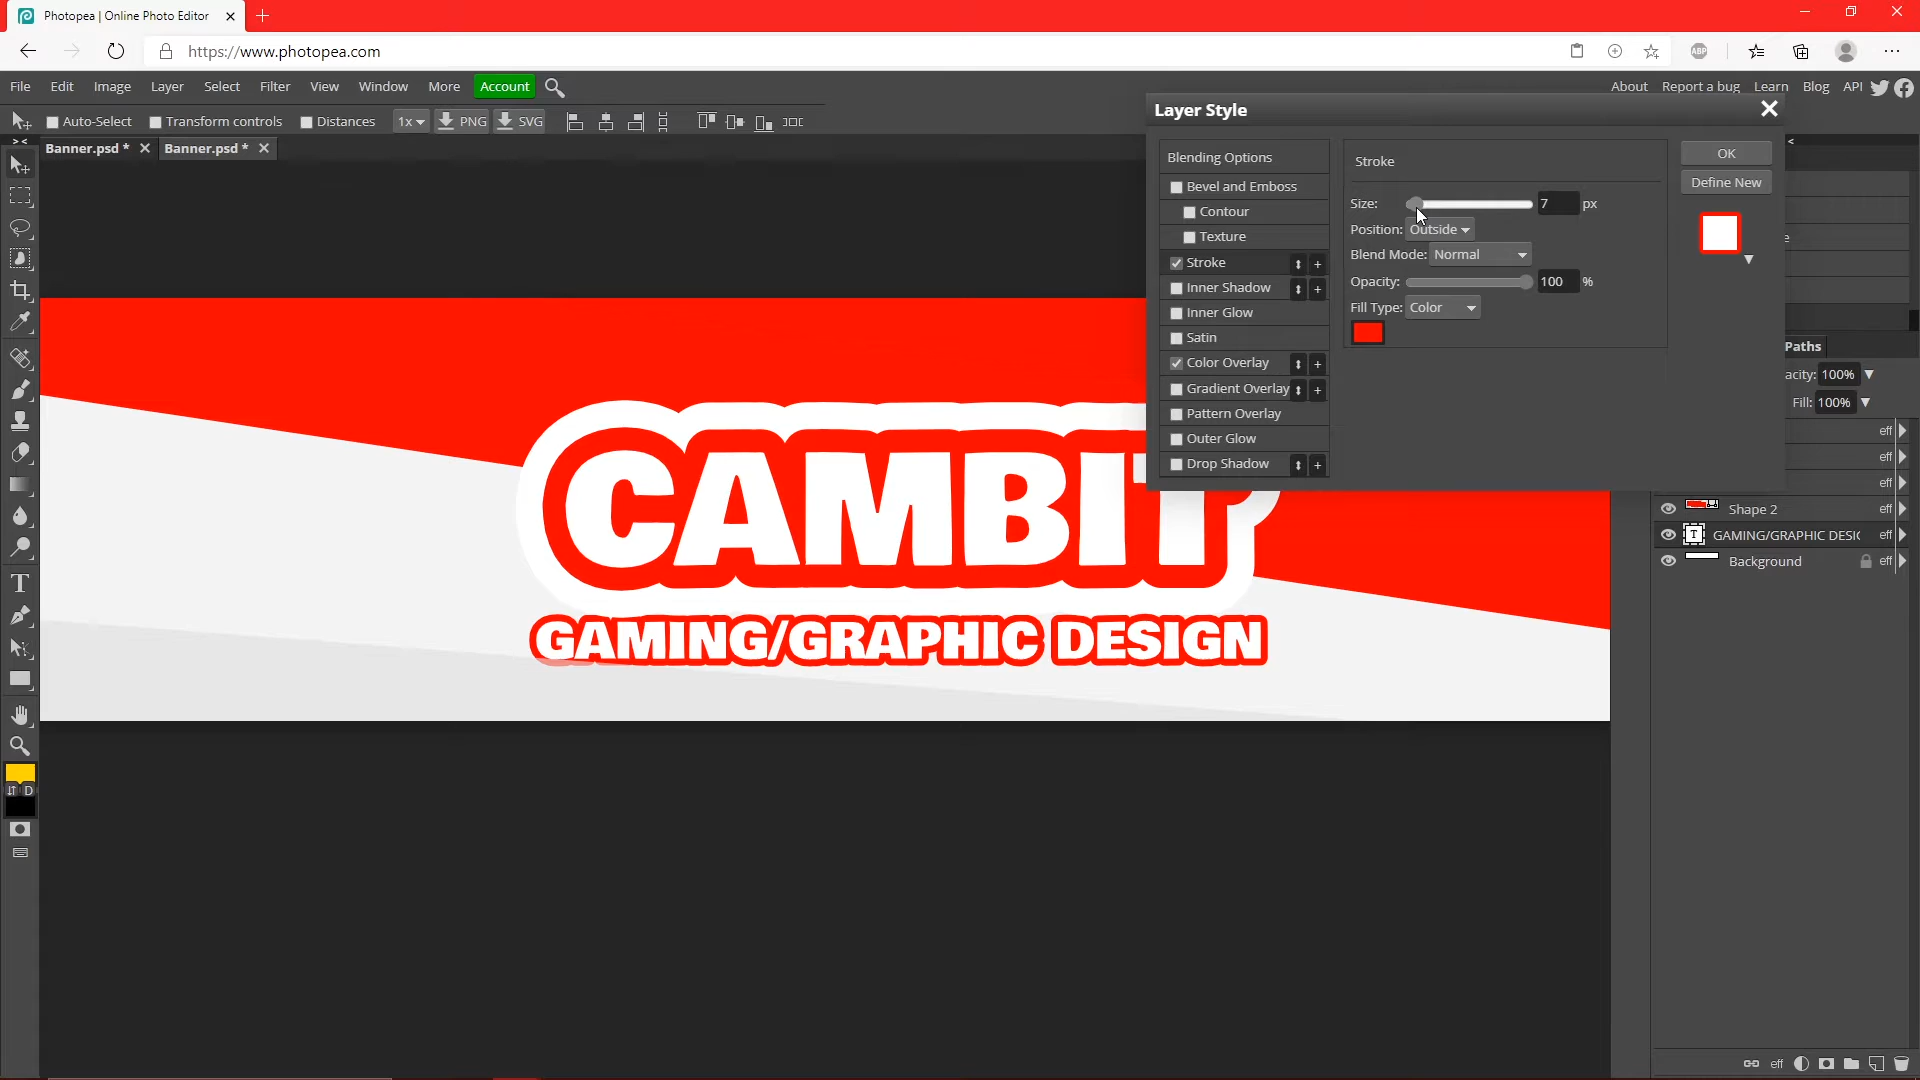 Photopea | Online Photo Editor
https://www.photopea.com
ABP
File Edit Image Layer Select Filter View Window More Account
About Report a bug Learn Blog API
Auto-Select Transform controls Distances 1x PNG SVG
Banner.psd * Banner.psd *
Layer Style
Blending Options
Bevel and Emboss
Contour
Texture
Stroke
Inner Shadow
Inner Glow
Satin
Color Overlay
Gradient Overlay
Pattern Overlay
Outer Glow
Drop Shadow
Stroke
Size: 7 px
Position: Outside
Blend Mode: Normal
Opacity: 100 %
Fill Type: Color
OK
Define New
Paths
acity: 100%
Fill: 100%
eff
eff
eff
Shape 2 eff
T GAMING/GRAPHIC DESIG eff
Background eff
CAMBIT
GAMING/GRAPHIC DESIGN
T
D
eff